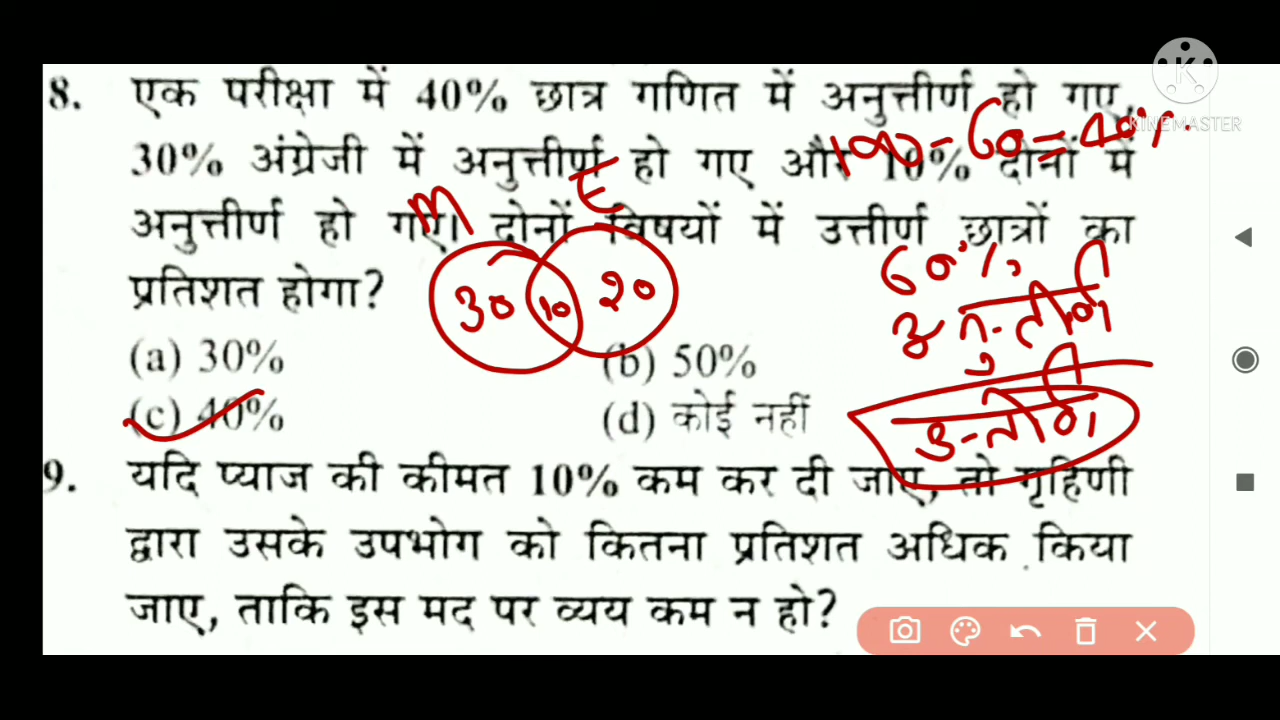 8. एक परीक्षा में 40% छात्र गणित में अनुत्तीर्ण हो गए,
KINEMASTER
100 - 60 = 40%.
30% अंग्रेजी में अनुत्तीर्ण हो गए और 10% दोनों में
M E
अनुत्तीर्ण हो गए। दोनों विषयों में उत्तीर्ण छात्रों का
60%
प्रतिशत होगा?
30 10 20
अनुत्तीर्ण
(a) 30% (b) 50%
(c) 40% (d) कोई नहीं
उत्तीर्ण
9. यदि प्याज की कीमत 10% कम कर दी जाए, तो गृहिणी
द्वारा उसके उपभोग को कितना प्रतिशत अधिक किया
जाए, ताकि इस मद पर व्यय कम न हो?